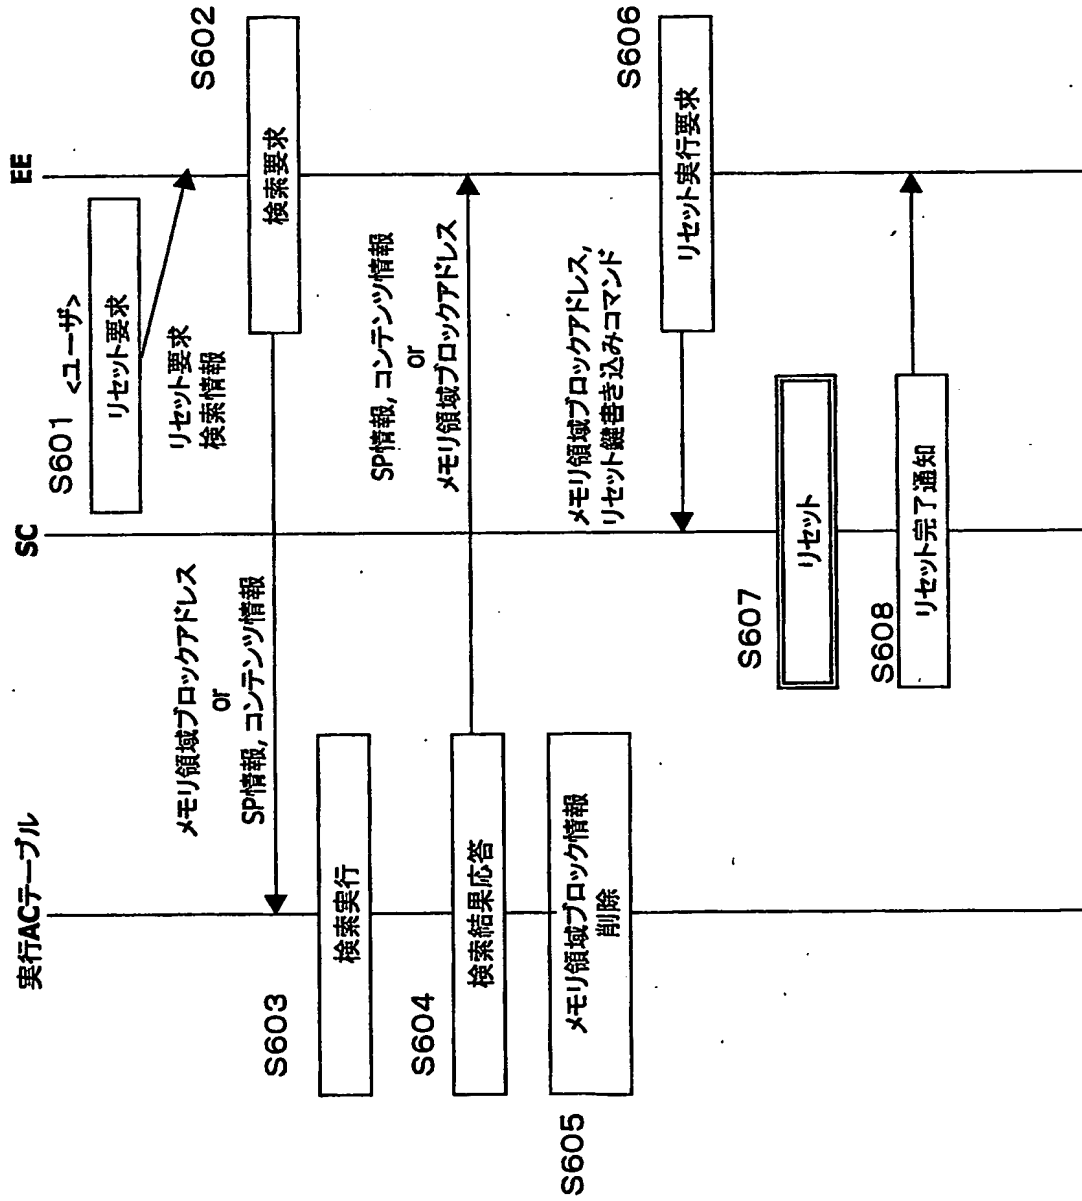 実行ACテーブル
SC
EE
S601
<ユーザ>
リセット要求
リセット要求
検索情報
S602
検索要求
メモリ領域ブロックアドレス
or
SP情報, コンテンツ情報
S603
検索実行
S604
検索結果応答
SP情報, コンテンツ情報
or
メモリ領域ブロックアドレス
S605
メモリ領域ブロック情報
削除
S606
リセット実行要求
メモリ領域ブロックアドレス,
リセット鍵書き込みコマンド
S607
リセット
S608
リセット完了通知